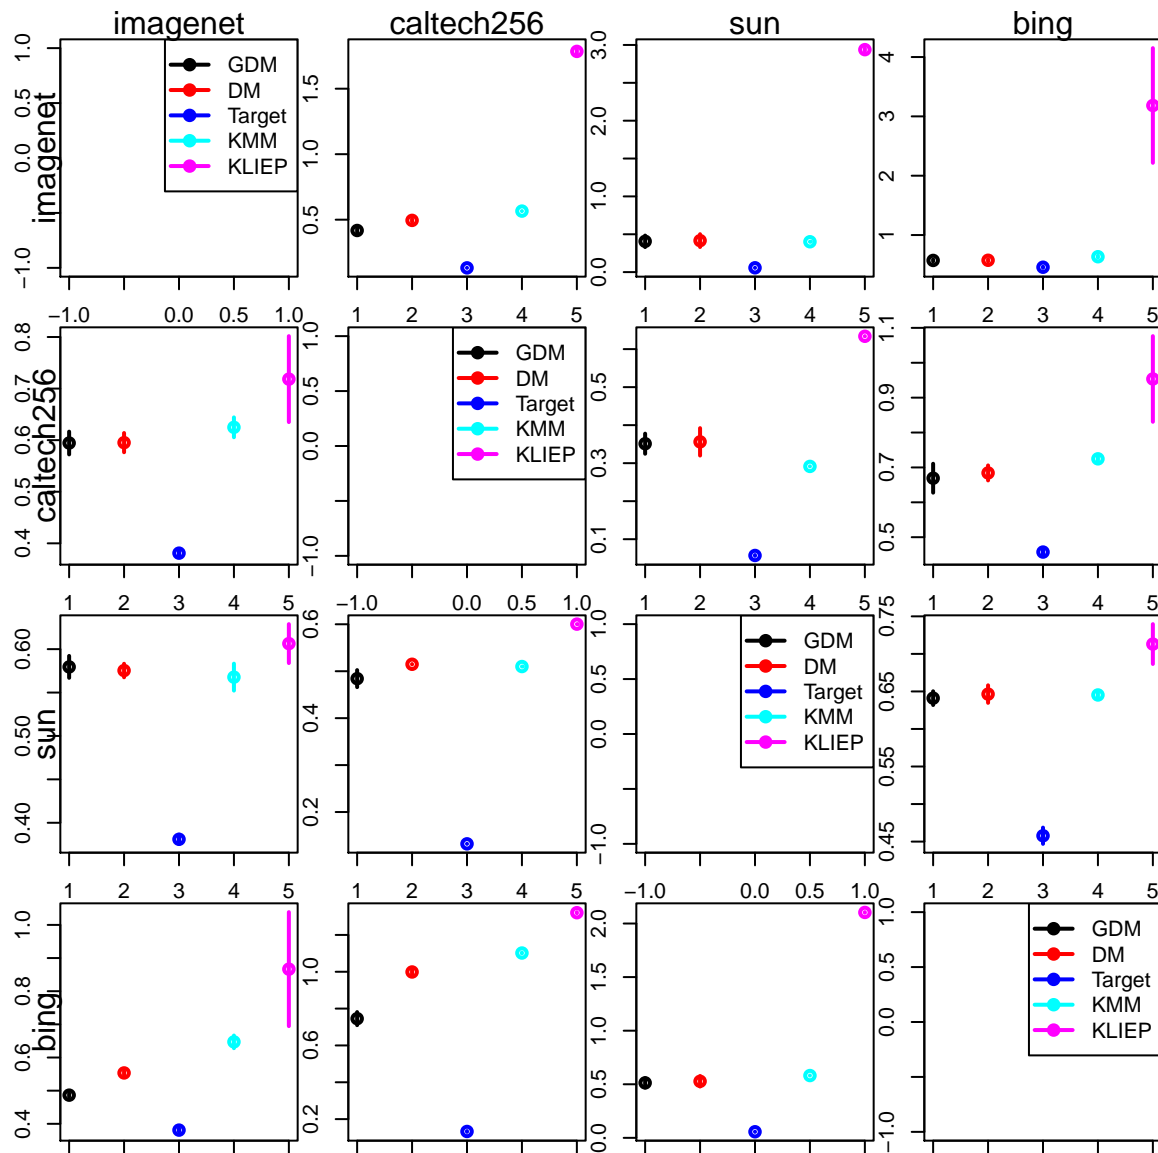 imagenet caltech256 sun bing
imagenet
−1.0 0.0 0.5 1.0
GDM
DM
Target
KMM
KLIEP
0.5 1.0 1.5
0.0 1.0 2.0 3.0
1 2 3 4
−1.0 0.0 0.5 1.0
1 2 3 4 5
1 2 3 4 5
1 2 3 4 5
caltech256
0.4 0.5 0.6 0.7 0.8
−1.0 0.0 0.5 1.0
GDM
DM
Target
KMM
KLIEP
0.1 0.3 0.5
0.5 0.7 0.9 1.1
1 2 3 4 5
−1.0 0.0 0.5 1.0
1 2 3 4 5
1 2 3 4 5
sun
0.40 0.50 0.60
0.2 0.4 0.6
−1.0 0.0 0.5 1.0
GDM
DM
Target
KMM
KLIEP
0.45 0.55 0.65 0.75
1 2 3 4 5
1 2 3 4 5
−1.0 0.0 0.5 1.0
1 2 3 4 5
bing
0.4 0.6 0.8 1.0
0.2 0.6 1.0
0.0 0.5 1.0 1.5 2.0
−1.0 0.0 0.5 1.0
GDM
DM
Target
KMM
KLIEP